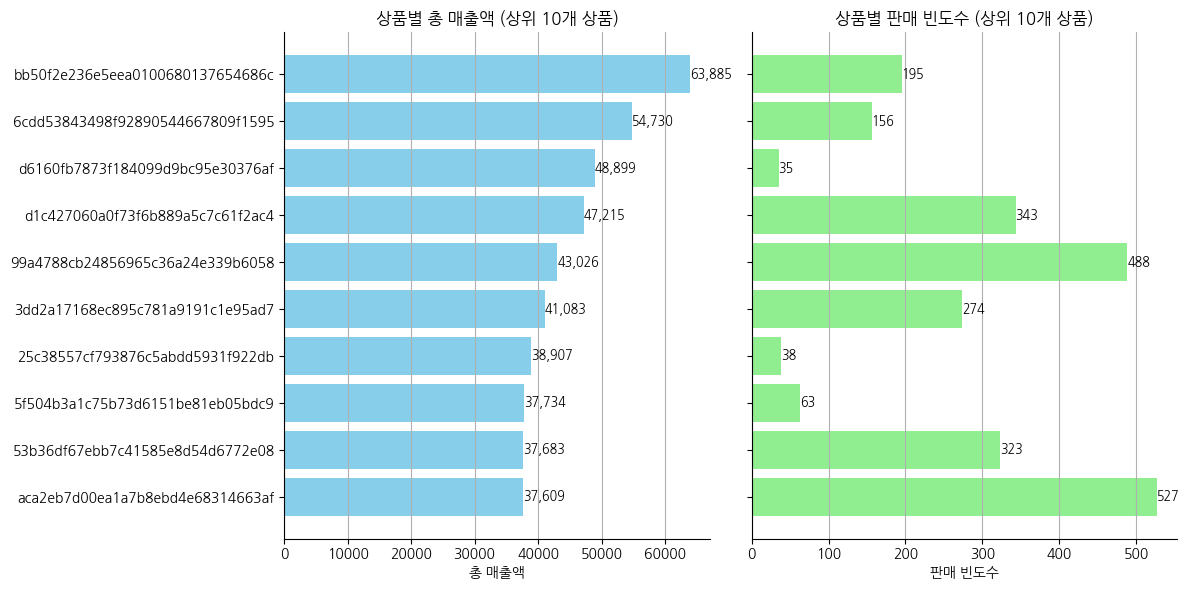 상품별 총 매출액 (상위 10개 상품)
bb50f2e236e5eea0100680137654686c
63,885
6cdd53843498f92890544667809f1595
54,730
d6160fb7873f184099d9bc95e30376af
48,899
d1c427060a0f73f6b889a5c7c61f2ac4
47,215
99a4788cb24856965c36a24e339b6058
43,026
3dd2a17168ec895c781a9191c1e95ad7
41,083
25c38557cf793876c5abdd5931f922db
38,907
5f504b3a1c75b73d6151be81eb05bdc9
37,734
53b36df67ebb7c41585e8d54d6772e08
37,683
aca2eb7d00ea1a7b8ebd4e68314663af
37,609
0 10000 20000 30000 40000 50000 60000
총 매출액
상품별 판매 빈도수 (상위 10개 상품)
195
156
35
343
488
274
38
63
323
527
0 100 200 300 400 500
판매 빈도수